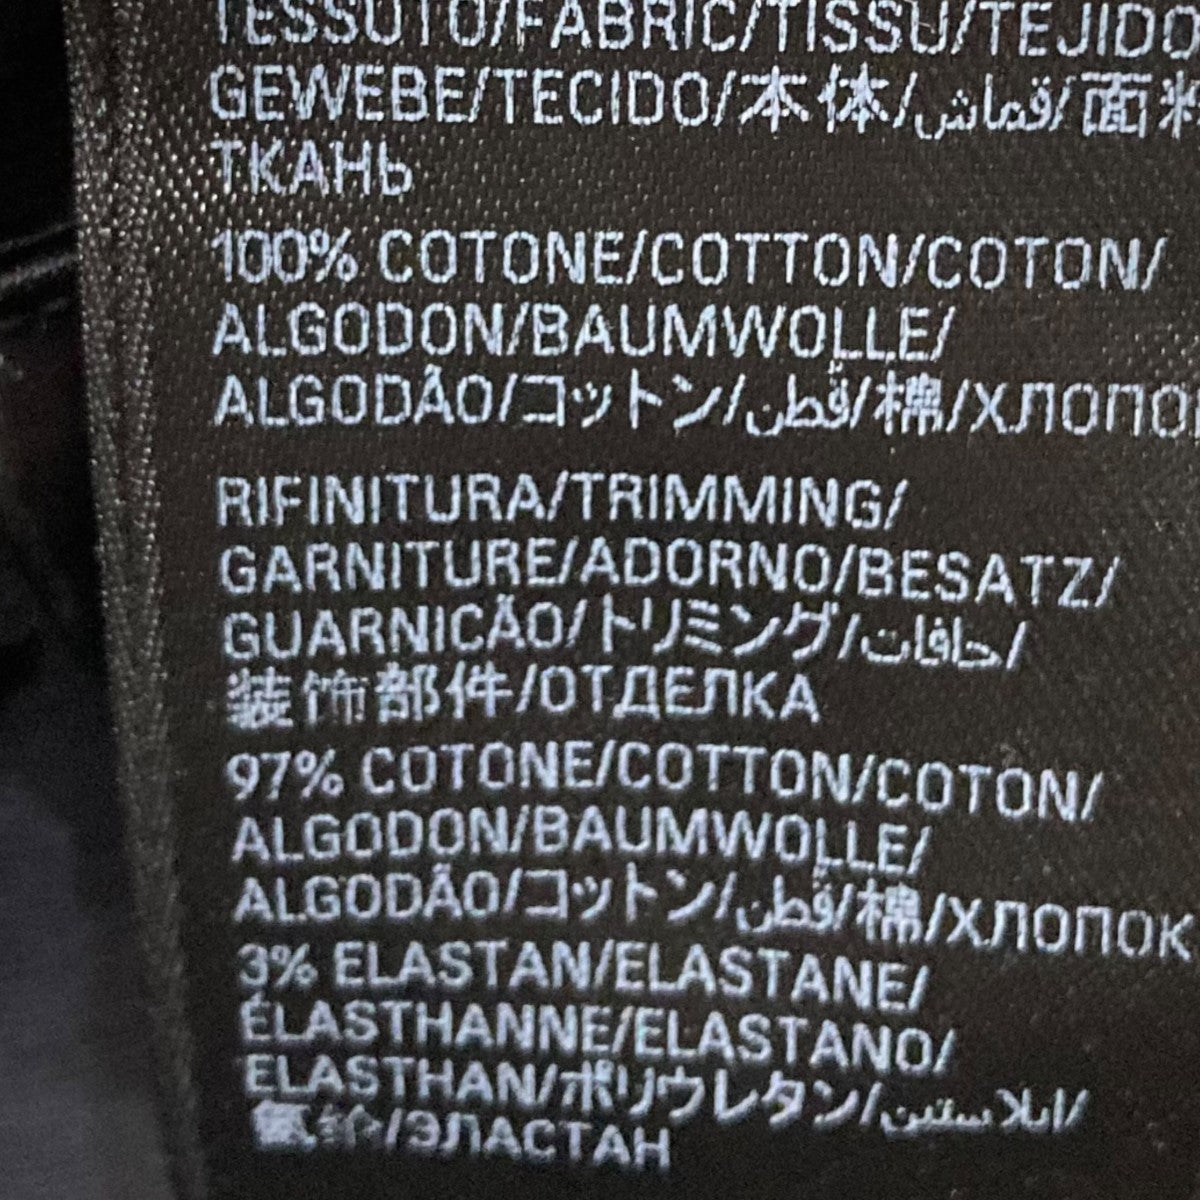 TESSUTO/FABRIC/TISSU/TEJIDO
GEWEBE/TECIDO/本体/قماش/面料
ТКАНЬ
100% COTONE/COTTON/COTON/
ALGODON/BAUMWOLLE/
ALGODÃO/コットン/قطن/棉/ХЛОПО
RIFINITURA/TRIMMING/
GARNITURE/ADORNO/BESATZ/
GUARNICÃO/トリミング/حافات/
装饰部件/ОТДЕЛКА
97% COTONE/COTTON/COTON/
ALGODON/BAUMWOLLE/
ALGODÃO/コットン/قطن/棉/ХЛОПОК
3% ELASTAN/ELASTANE/
ÉLASTHANNE/ELASTANO/
ELASTHAN/ポリウレタン/ايلاستين/
氨纶/ЭЛАСТАН